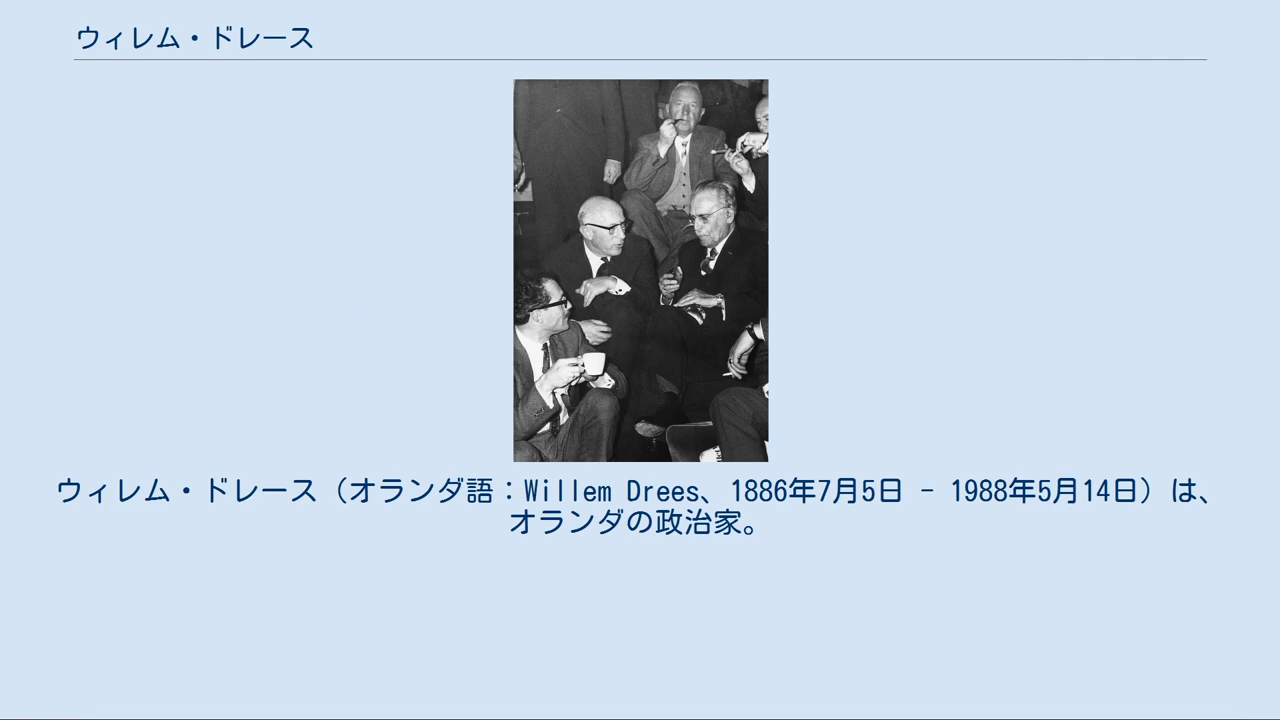 ウィレム・ドレース
ウィレム・ドレース（オランダ語：Willem Drees、1886年7月5日 - 1988年5月14日）は、
オランダの政治家。